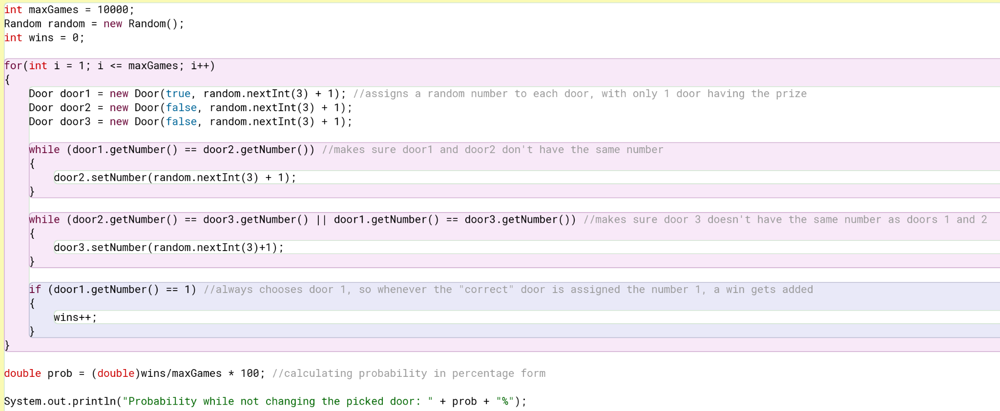 int maxGames = 10000;
Random random = new Random();
int wins = 0;
for(int i = 1; i <= maxGames; i++)
{
Door door1 = new Door(true, random.nextInt(3) + 1); //assigns a random number to each door, with only 1 door having the prize
Door door2 = new Door(false, random.nextInt(3) + 1);
Door door3 = new Door(false, random.nextInt(3) + 1);
while (door1.getNumber() == door2.getNumber()) //makes sure door1 and door2 don't have the same number
{
door2.setNumber(random.nextInt(3) + 1);
}
while (door2.getNumber() == door3.getNumber() || door1.getNumber() == door3.getNumber()) //makes sure door 3 doesn't have the same number as doors 1 and 2
{
door3.setNumber(random.nextInt(3)+1);
}
if (door1.getNumber() == 1) //always chooses door 1, so whenever the "correct" door is assigned the number 1, a win gets added
{
wins++;
}
}
double prob = (double)wins/maxGames * 100; //calculating probability in percentage form
System.out.println("Probability while not changing the picked door: " + prob + "%");